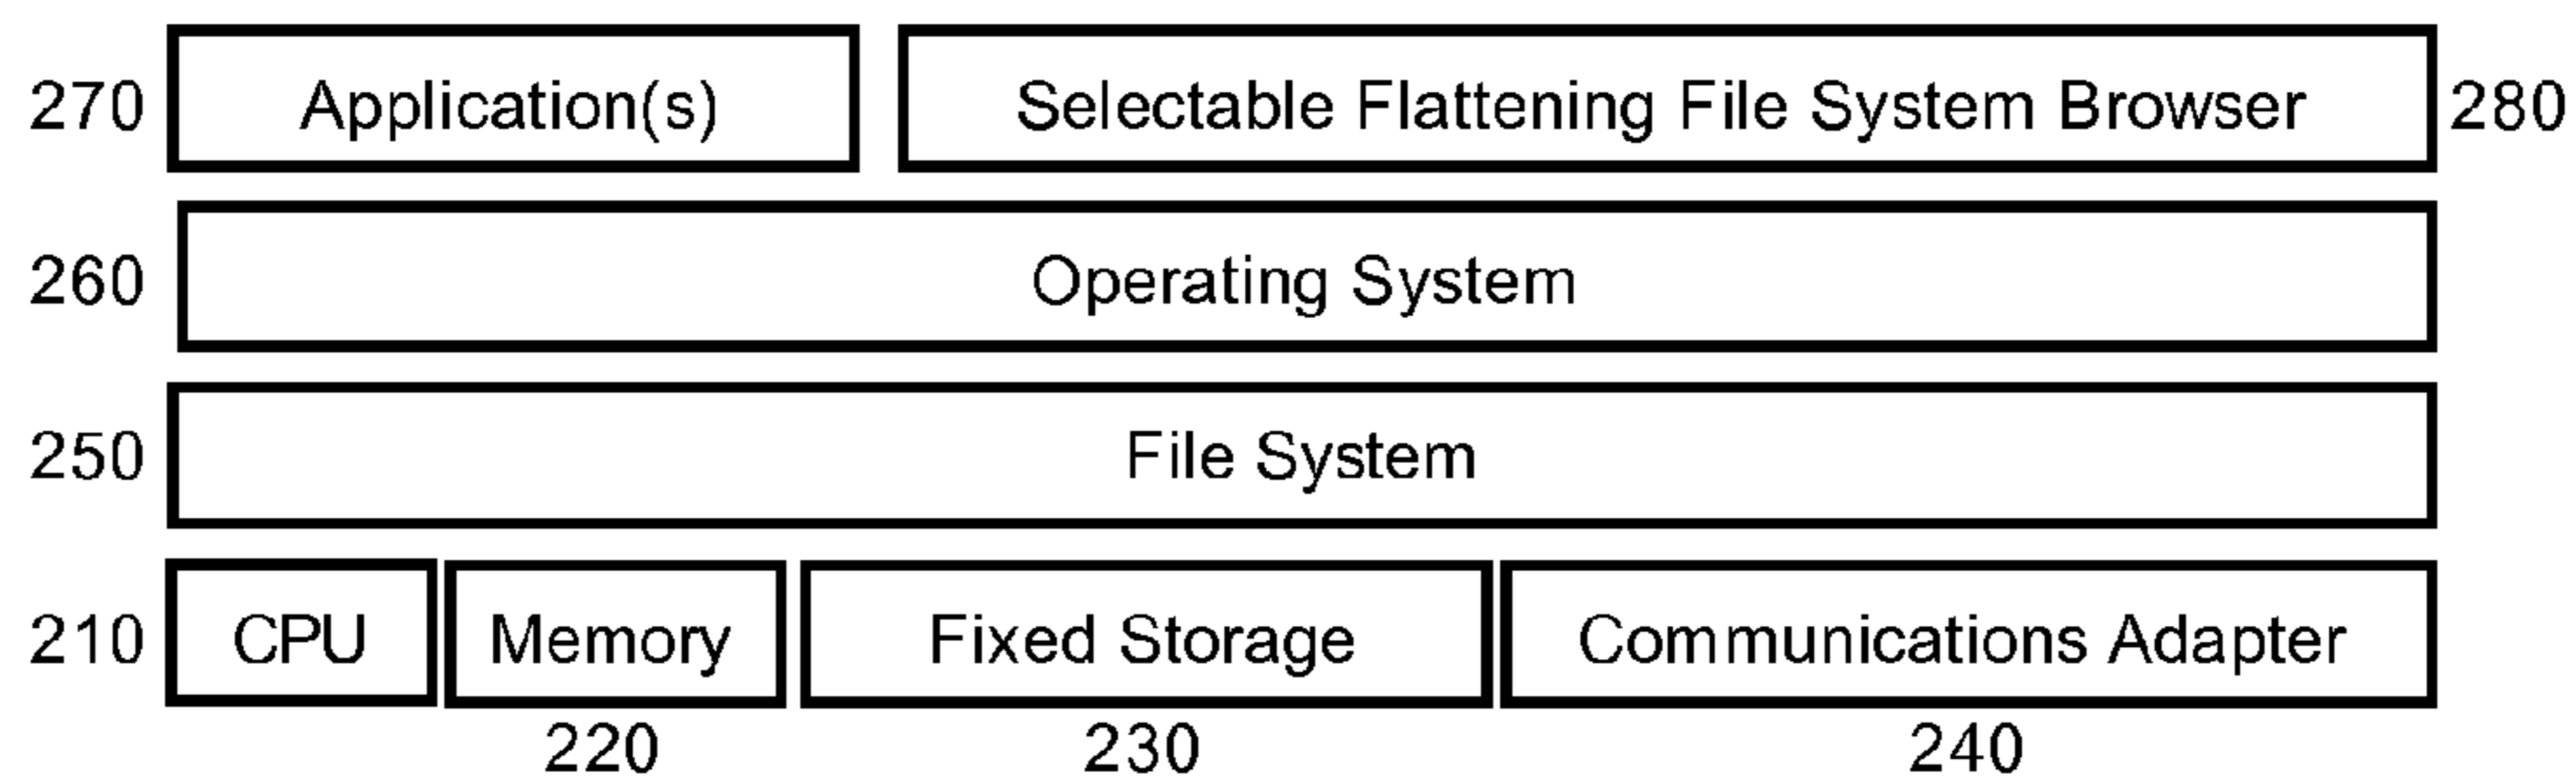 270 Application(s) Selectable Flattening File System Browser 280
260 Operating System
250 File System
210 CPU Memory Fixed Storage Communications Adapter
220 230 240